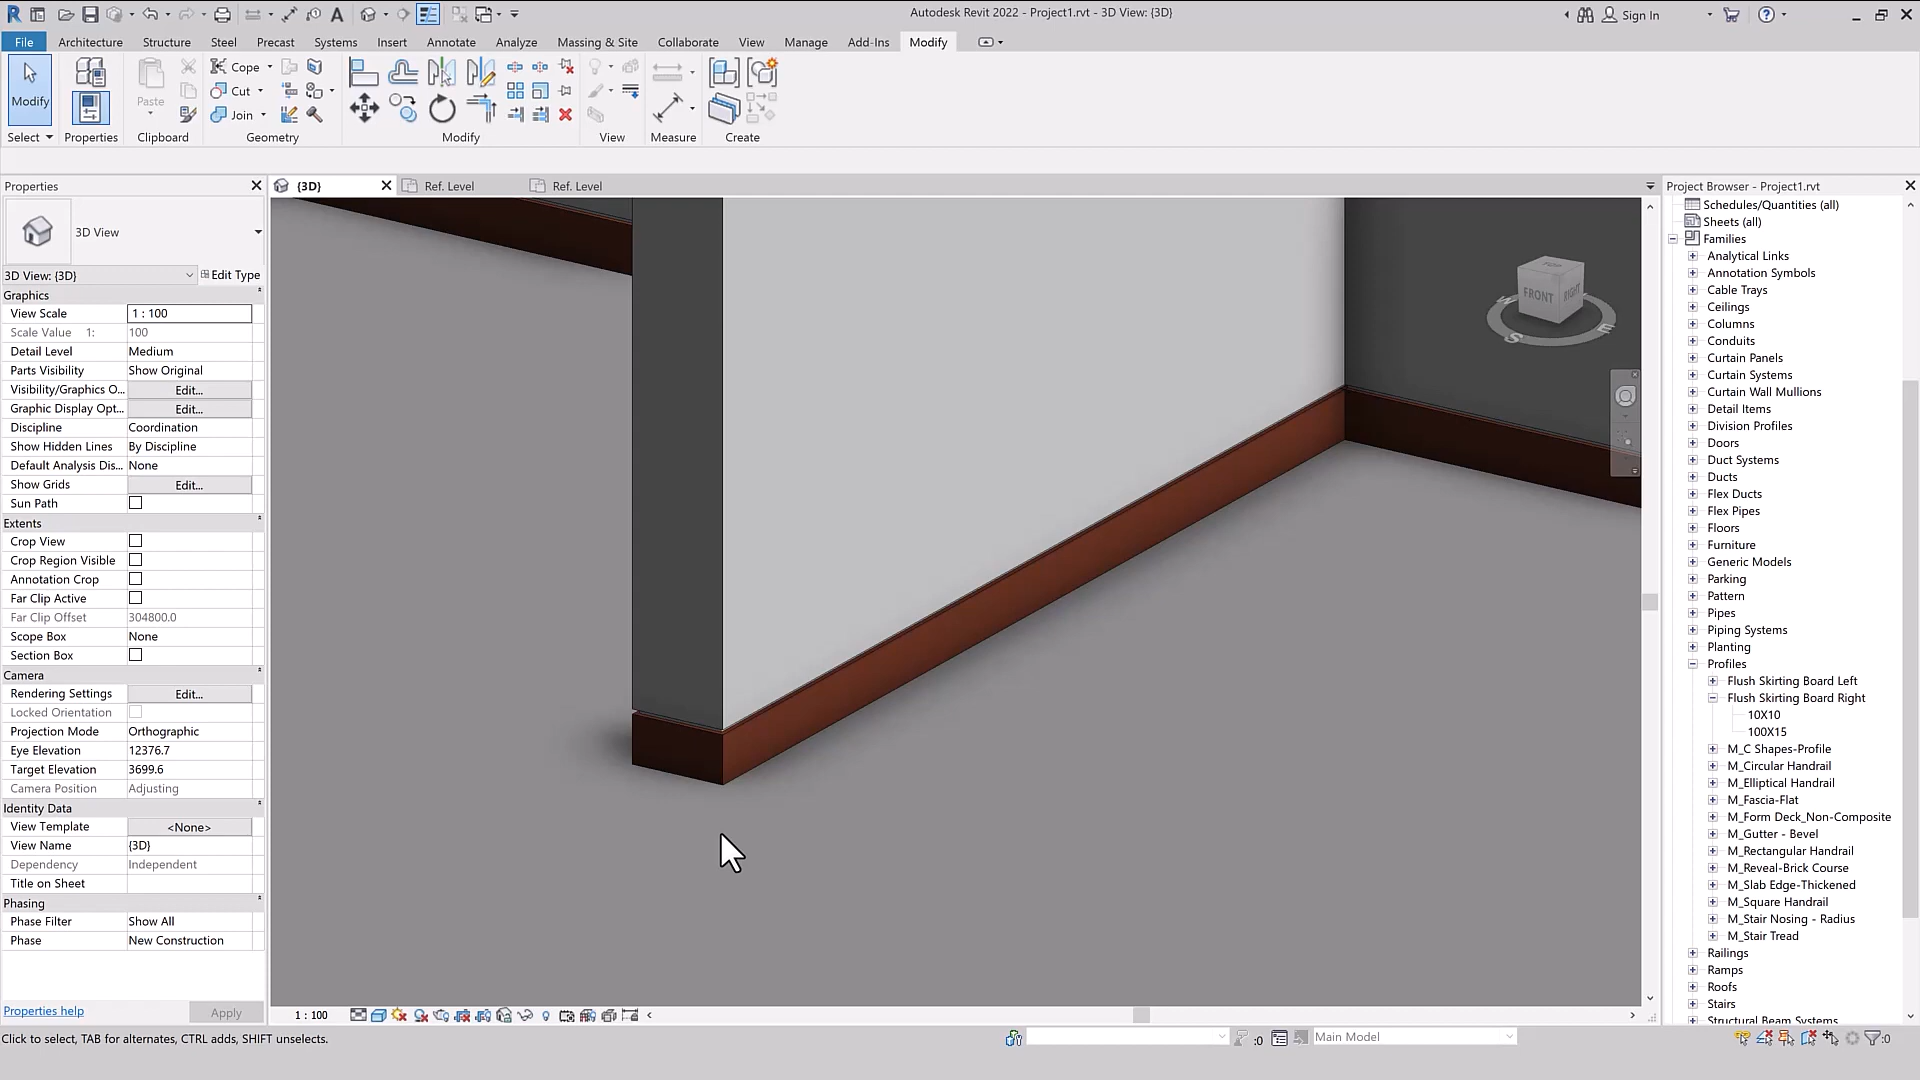 Autodesk Revit 2022 - Project1.rvt - 3D View: {3D}
Sign In
File
Architecture
Structure
Steel
Precast
Systems
Insert
Annotate
Analyze
Massing & Site
Collaborate
View
Manage
Add-Ins
Modify
Modify
Paste
Cope
Cut
Join
Select
Properties
Clipboard
Geometry
Modify
View
Measure
Create
Properties
3D View
3D View: {3D}
Edit Type
Graphics
View Scale 1 : 100
Scale Value 1: 100
Detail Level Medium
Parts Visibility Show Original
Visibility/Graphics O... Edit...
Graphic Display Opt... Edit...
Discipline Coordination
Show Hidden Lines By Discipline
Default Analysis Dis... None
Show Grids Edit...
Sun Path
Extents
Crop View
Crop Region Visible
Annotation Crop
Far Clip Active
Far Clip Offset 304800.0
Scope Box None
Section Box
Camera
Rendering Settings Edit...
Locked Orientation
Projection Mode Orthographic
Eye Elevation 12376.7
Target Elevation 3699.6
Camera Position Adjusting
Identity Data
View Template <None>
View Name {3D}
Dependency Independent
Title on Sheet
Phasing
Phase Filter Show All
Phase New Construction
Properties help
Apply
{3D}
Ref. Level
Ref. Level
TOP
FRONT
RIGHT
W
S
E
1 : 100
Project Browser - Project1.rvt
Schedules/Quantities (all)
Sheets (all)
Families
Analytical Links
Annotation Symbols
Cable Trays
Ceilings
Columns
Conduits
Curtain Panels
Curtain Systems
Curtain Wall Mullions
Detail Items
Division Profiles
Doors
Duct Systems
Ducts
Flex Ducts
Flex Pipes
Floors
Furniture
Generic Models
Parking
Pattern
Pipes
Piping Systems
Planting
Profiles
Flush Skirting Board Left
Flush Skirting Board Right
10X10
100X15
M_C Shapes-Profile
M_Circular Handrail
M_Elliptical Handrail
M_Fascia-Flat
M_Form Deck_Non-Composite
M_Gutter - Bevel
M_Rectangular Handrail
M_Reveal-Brick Course
M_Slab Edge-Thickened
M_Square Handrail
M_Stair Nosing - Radius
M_Stair Tread
Railings
Ramps
Roofs
Stairs
Structural Beam Systems
Click to select, TAB for alternates, CTRL adds, SHIFT unselects.
:0
Main Model
:0